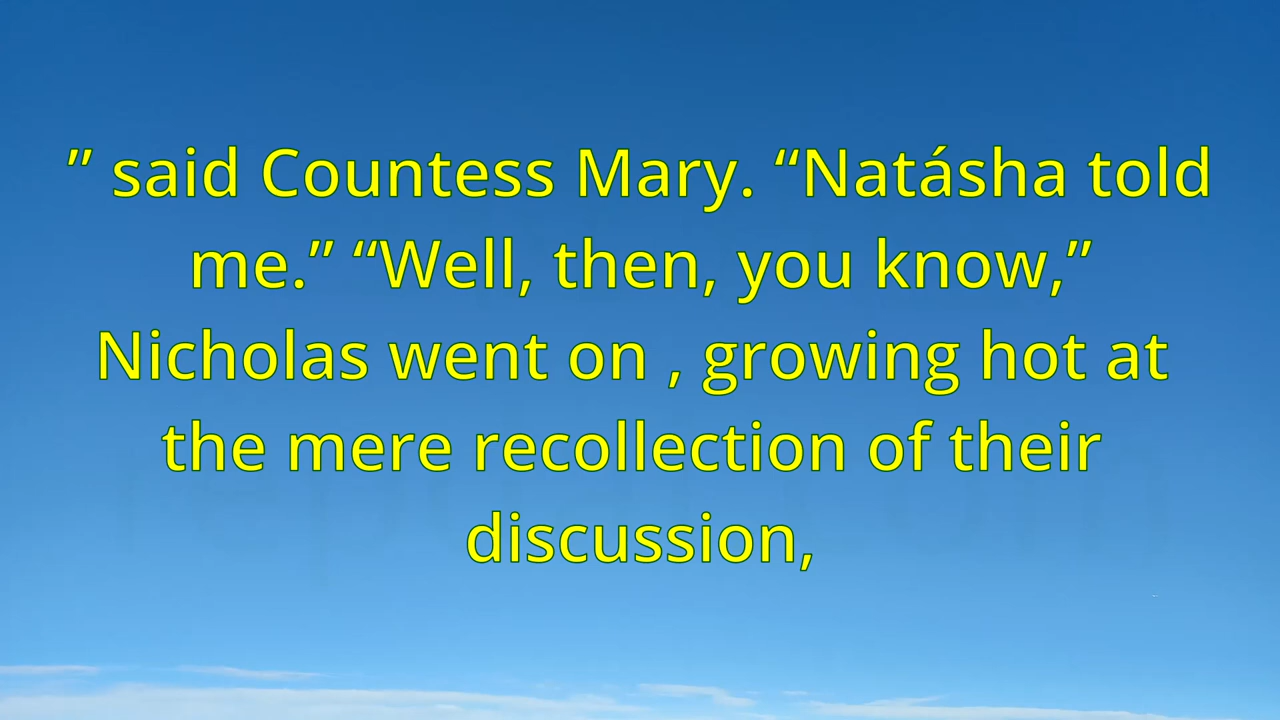 ” said Countess Mary. “Natásha told
me.” “Well, then, you know,”
Nicholas went on , growing hot at
the mere recollection of their
discussion,